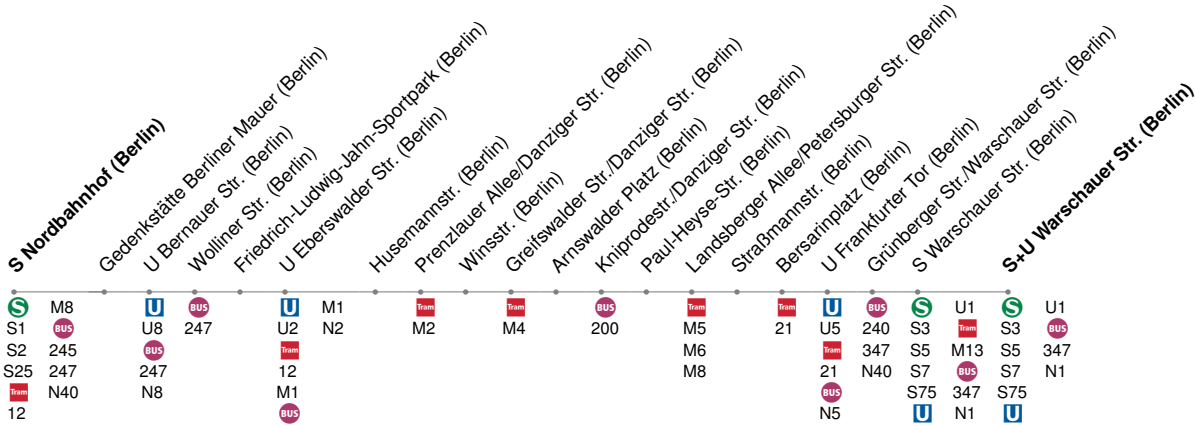 S Nordbahnhof (Berlin)
Gedenkstätte Berliner Mauer (Berlin)
U Bernauer Str. (Berlin)
Wolliner Str. (Berlin)
Friedrich-Ludwig-Jahn-Sportpark (Berlin)
U Eberswalder Str. (Berlin)
Husemannstr. (Berlin)
Prenzlauer Allee/Danziger Str. (Berlin)
Winsstr. (Berlin)
Greifswalder Str./Danziger Str. (Berlin)
Arnswalder Platz (Berlin)
Kniprodestr./Danziger Str. (Berlin)
Paul-Heyse-Str. (Berlin)
Landsberger Allee/Petersburger Str. (Berlin)
Straßmannstr. (Berlin)
Bersarinplatz (Berlin)
U Frankfurter Tor (Berlin)
Grünberger Str./Warschauer Str. (Berlin)
S Warschauer Str. (Berlin)
S+U Warschauer Str. (Berlin)
S
S1
S2
S25
Tram
12
M8
BUS
245
247
N40
U
U8
BUS
247
N8
BUS
247
U
U2
Tram
12
M1
BUS
M1
N2
Tram
M2
Tram
M4
BUS
200
Tram
M5
M6
M8
Tram
21
U
U5
Tram
21
BUS
N5
BUS
240
347
N40
S
S3
S5
S7
S75
U
U1
Tram
M13
BUS
347
N1
S
S3
S5
S7
S75
U
U1
BUS
347
N1